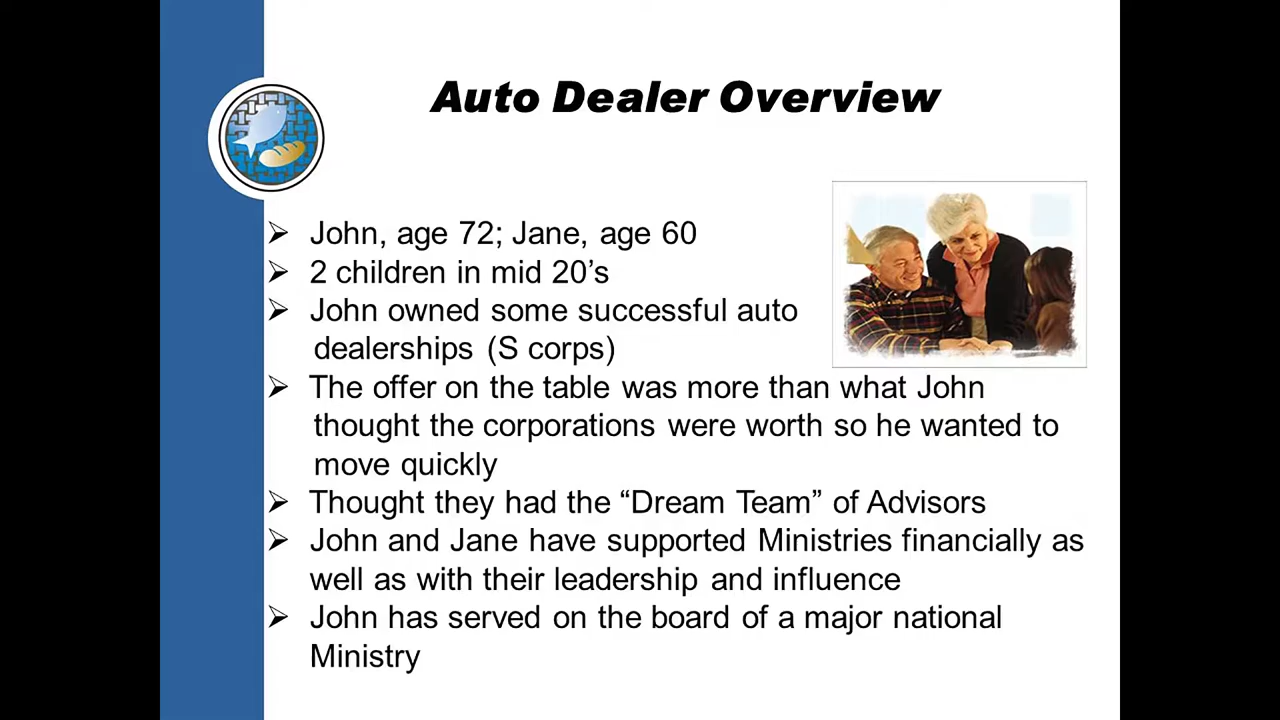 Auto Dealer Overview
➢ John, age 72; Jane, age 60
➢ 2 children in mid 20’s
➢ John owned some successful auto
dealerships (S corps)
➢ The offer on the table was more than what John
thought the corporations were worth so he wanted to
move quickly
➢ Thought they had the “Dream Team” of Advisors
➢ John and Jane have supported Ministries financially as
well as with their leadership and influence
➢ John has served on the board of a major national
Ministry